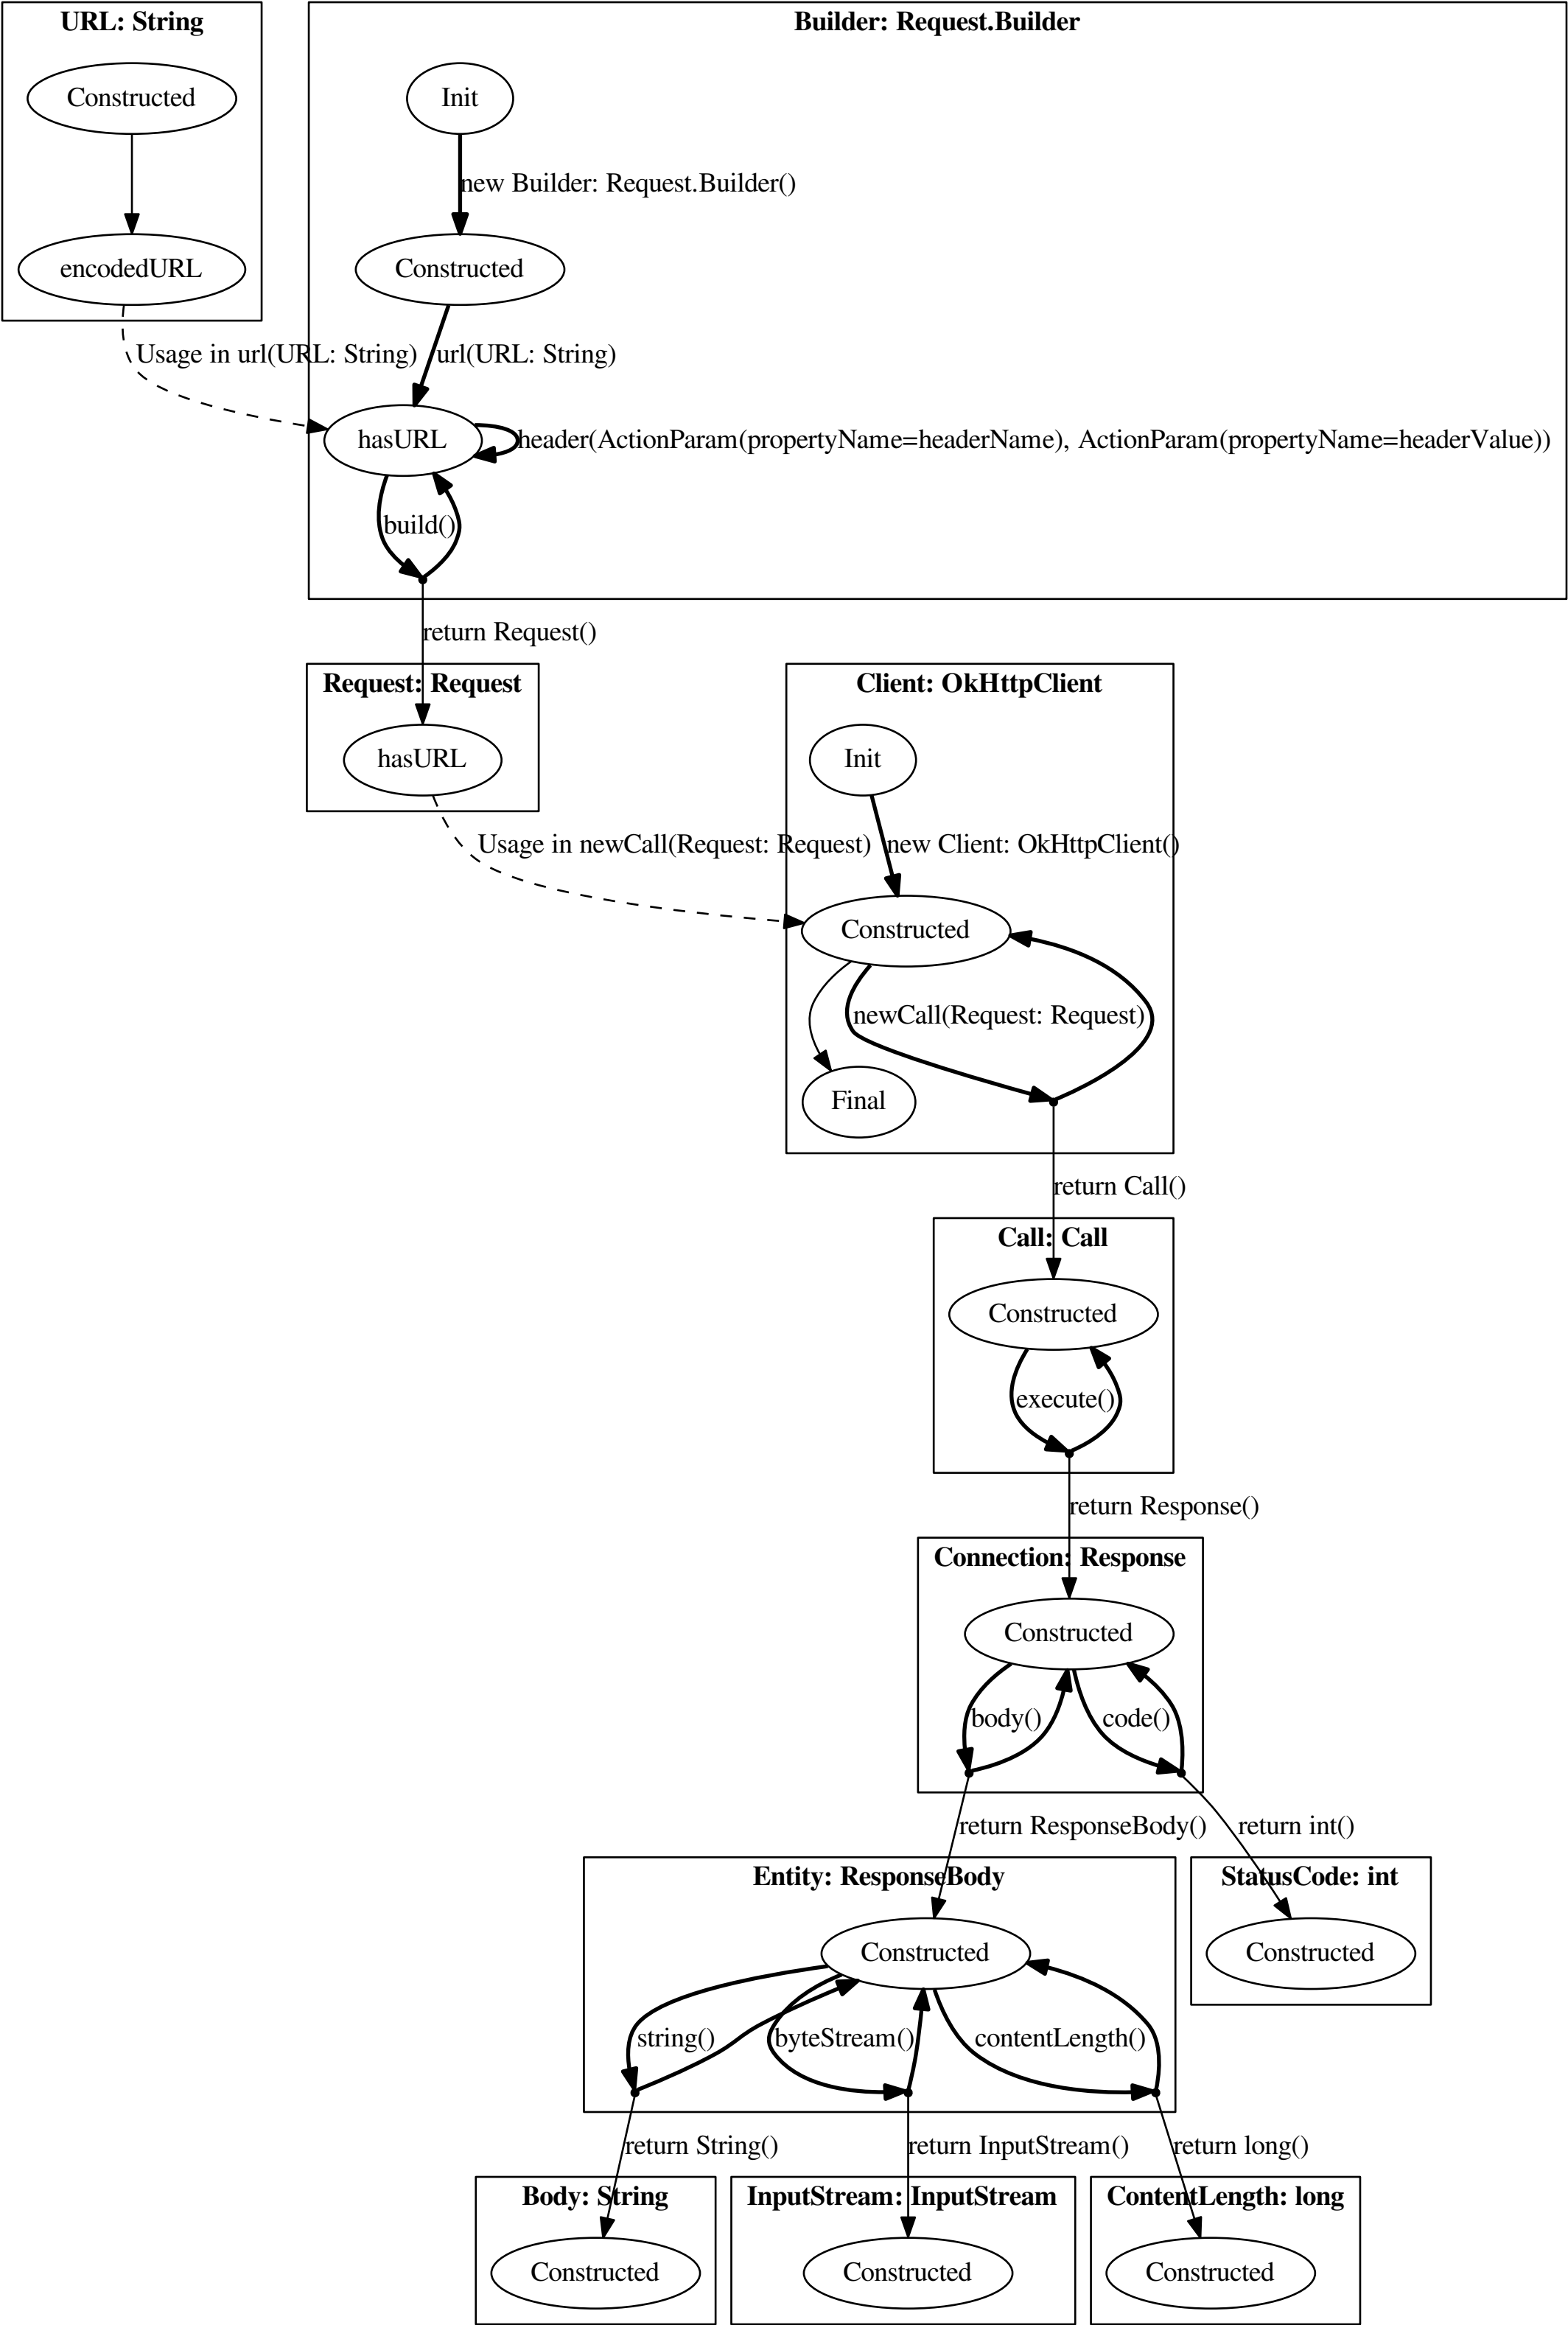 URL: String
Builder: Request.Builder
Constructed
Init
new Builder: Request.Builder()
encodedURL
Constructed
Usage in url(URL: String)
url(URL: String)
hasURL
header(ActionParam(propertyName=headerName), ActionParam(propertyName=headerValue))
build()
return Request()
Request: Request
Client: OkHttpClient
hasURL
Init
Usage in newCall(Request: Request)
new Client: OkHttpClient()
Constructed
newCall(Request: Request)
Final
return Call()
Call: Call
Constructed
execute()
return Response()
Connection: Response
Constructed
body()
code()
return ResponseBody()
return int()
Entity: ResponseBody
StatusCode: int
Constructed
Constructed
string()
byteStream()
contentLength()
return String()
return InputStream()
return long()
Body: String
InputStream: InputStream
ContentLength: long
Constructed
Constructed
Constructed